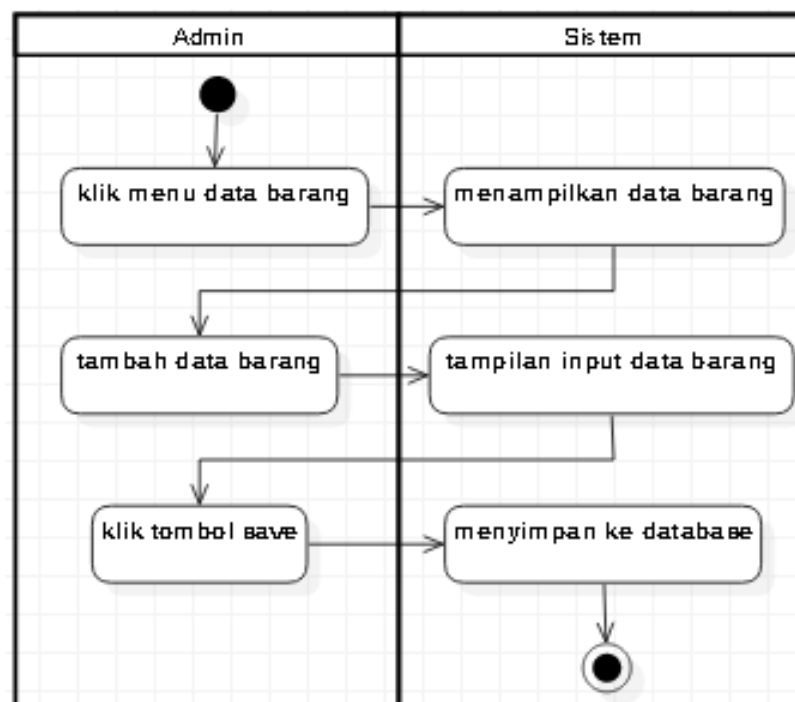 Admin
Sistem
klik menu data barang
menampilkan data barang
tambah data barang
tampilan input data barang
klik tombol save
menyimpan ke database